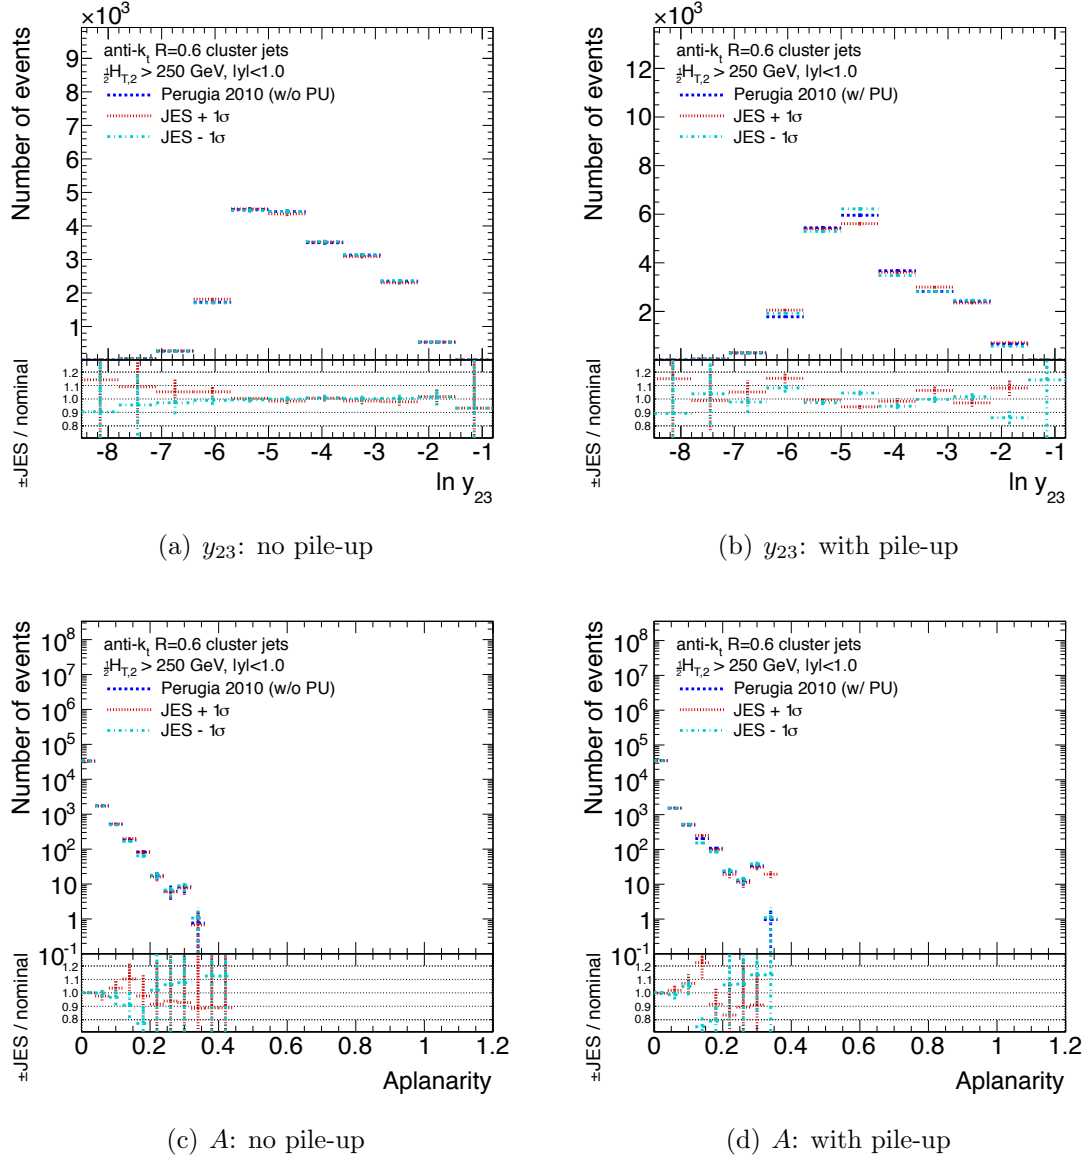 ×10³
Number of events
anti-kₜ R=0.6 cluster jets
½H_T,2 > 250 GeV, |y|<1.0
Perugia 2010 (w/o PU)
JES + 1σ
JES - 1σ
9
8
7
6
5
4
3
2
1
±JES / nominal
1.2
1.1
1.0
0.9
0.8
-8 -7 -6 -5 -4 -3 -2 -1
ln y₂₃
(a) y₂₃: no pile-up
×10³
Number of events
anti-kₜ R=0.6 cluster jets
½H_T,2 > 250 GeV, |y|<1.0
Perugia 2010 (w/ PU)
JES + 1σ
JES - 1σ
12
10
8
6
4
2
±JES / nominal
1.2
1.1
1.0
0.9
0.8
-8 -7 -6 -5 -4 -3 -2 -1
ln y₂₃
(b) y₂₃: with pile-up
Number of events
anti-kₜ R=0.6 cluster jets
½H_T,2 > 250 GeV, |y|<1.0
Perugia 2010 (w/o PU)
JES + 1σ
JES - 1σ
10⁸
10⁷
10⁶
10⁵
10⁴
10³
10²
10
1
10⁻¹
±JES / nominal
1.2
1.1
1.0
0.9
0.8
0 0.2 0.4 0.6 0.8 1 1.2
Aplanarity
(c) A: no pile-up
Number of events
anti-kₜ R=0.6 cluster jets
½H_T,2 > 250 GeV, |y|<1.0
Perugia 2010 (w/ PU)
JES + 1σ
JES - 1σ
10⁸
10⁷
10⁶
10⁵
10⁴
10³
10²
10
1
10⁻¹
±JES / nominal
1.2
1.1
1.0
0.9
0.8
0 0.2 0.4 0.6 0.8 1 1.2
Aplanarity
(d) A: with pile-up